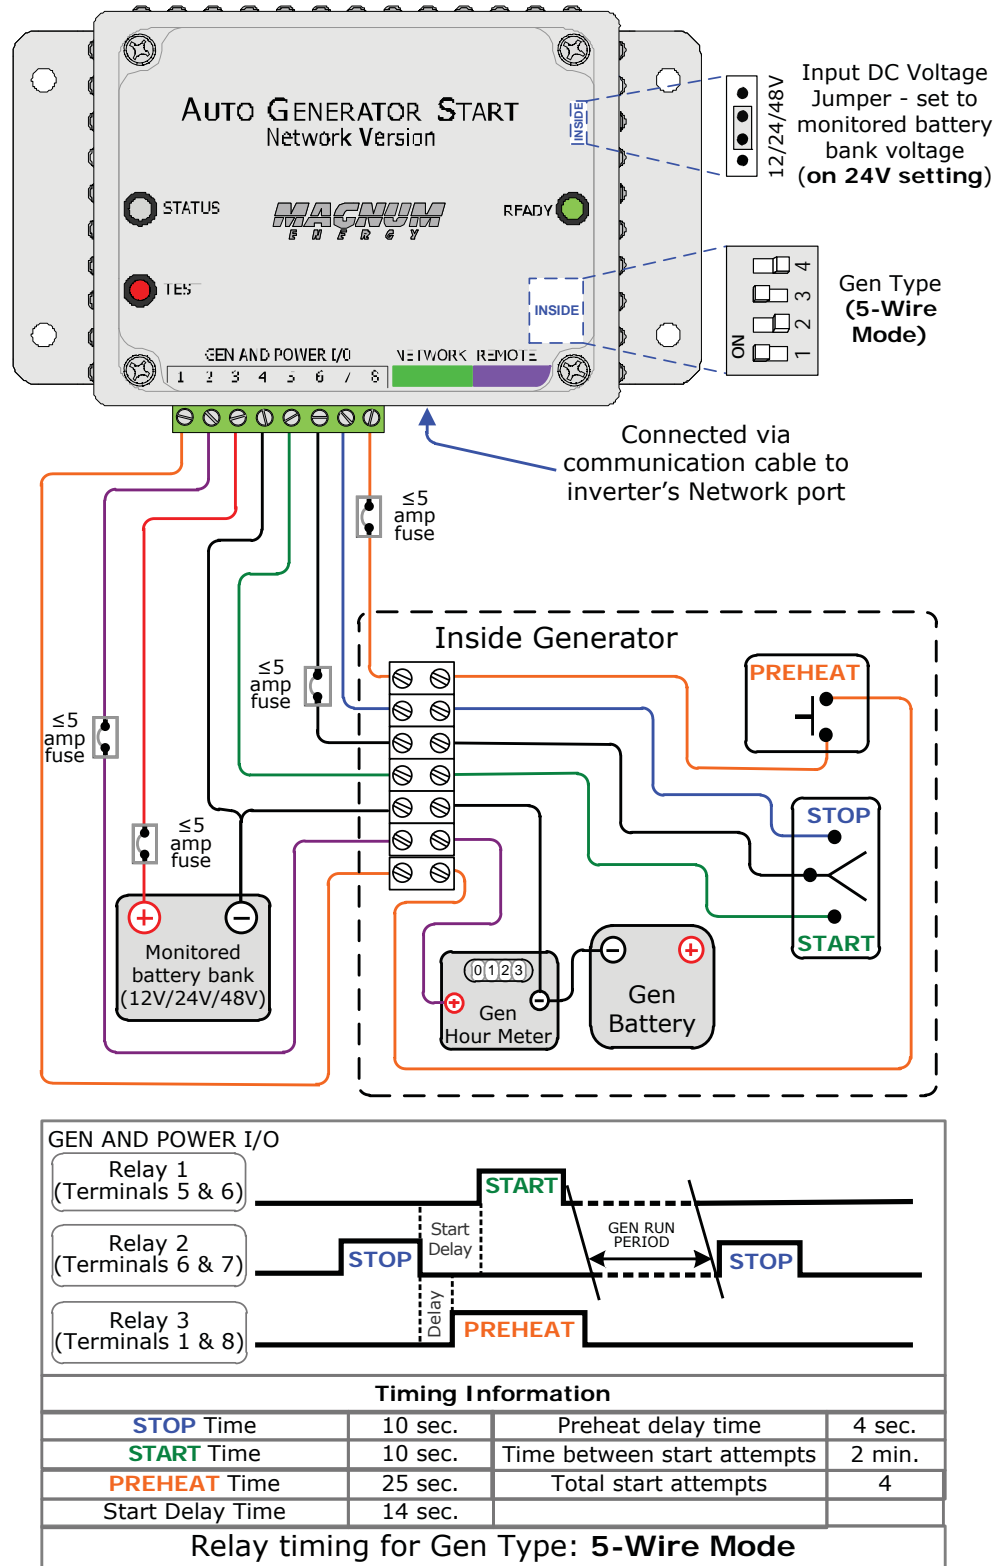 AUTO GENERATOR START
Network Version
INSIDE
12/24/48V
Input DC Voltage
Jumper - set to
monitored battery
bank voltage
(on 24V setting)
STATUS
MAGNUM
ENERGY
READY
TEST
INSIDE
ON
1 2 3 4
Gen Type
(5-Wire
Mode)
GEN AND POWER I/O
NETWORK REMOTE
1 2 3 4 5 6 7 8
Connected via
communication cable to
inverter's Network port
≤5
amp
fuse
Inside Generator
≤5
amp
fuse
PREHEAT
≤5
amp
fuse
≤5
amp
fuse
STOP
START
Monitored
battery bank
(12V/24V/48V)
0 1 2 3
Gen
Hour Meter
Gen
Battery
GEN AND POWER I/O
Relay 1
(Terminals 5 & 6)
START
Relay 2
(Terminals 6 & 7)
STOP
Start
Delay
GEN RUN
PERIOD
STOP
Relay 3
(Terminals 1 & 8)
Delay
PREHEAT
Timing Information
STOP Time 10 sec. Preheat delay time 4 sec.
START Time 10 sec. Time between start attempts 2 min.
PREHEAT Time 25 sec. Total start attempts 4
Start Delay Time 14 sec.
Relay timing for Gen Type: 5-Wire Mode